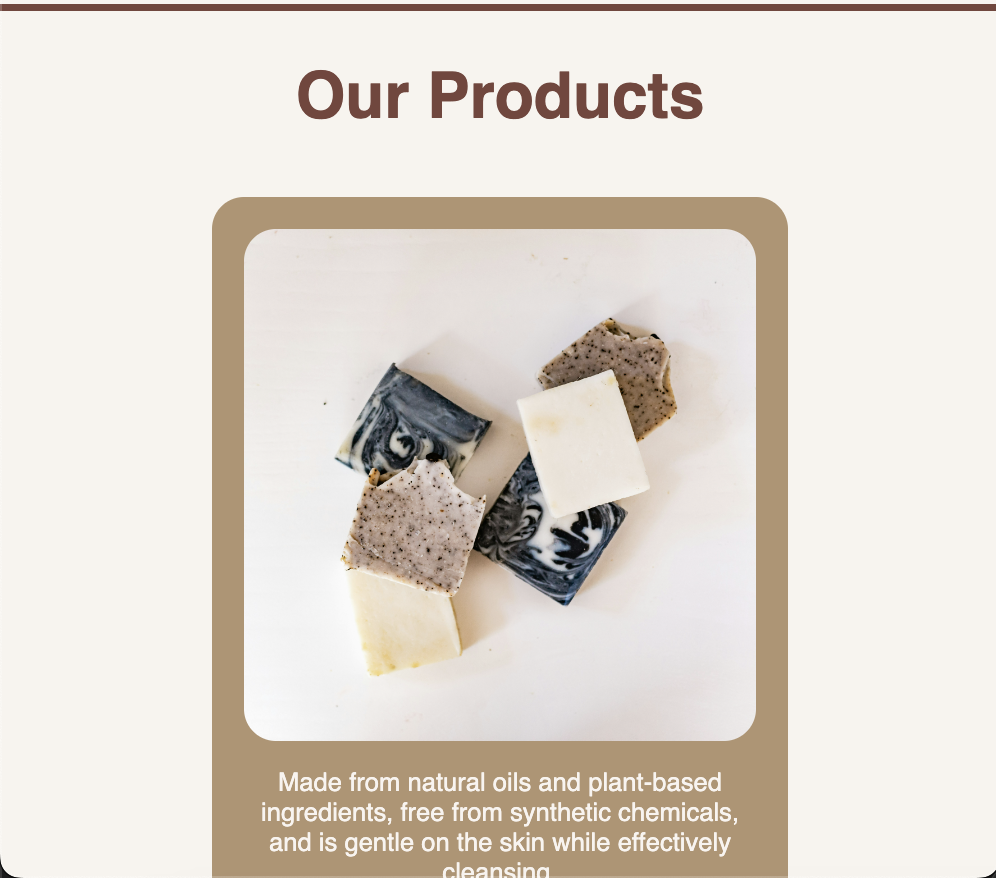 Our Products
Made from natural oils and plant-based
ingredients, free from synthetic chemicals,
and is gentle on the skin while effectively
cleansing